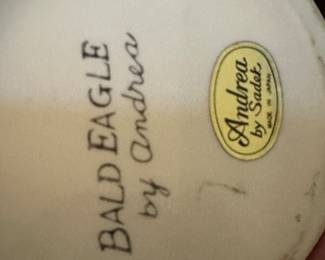 BALD EAGLE
by Andrea
Andrea
by Sadek
MADE IN JAPAN